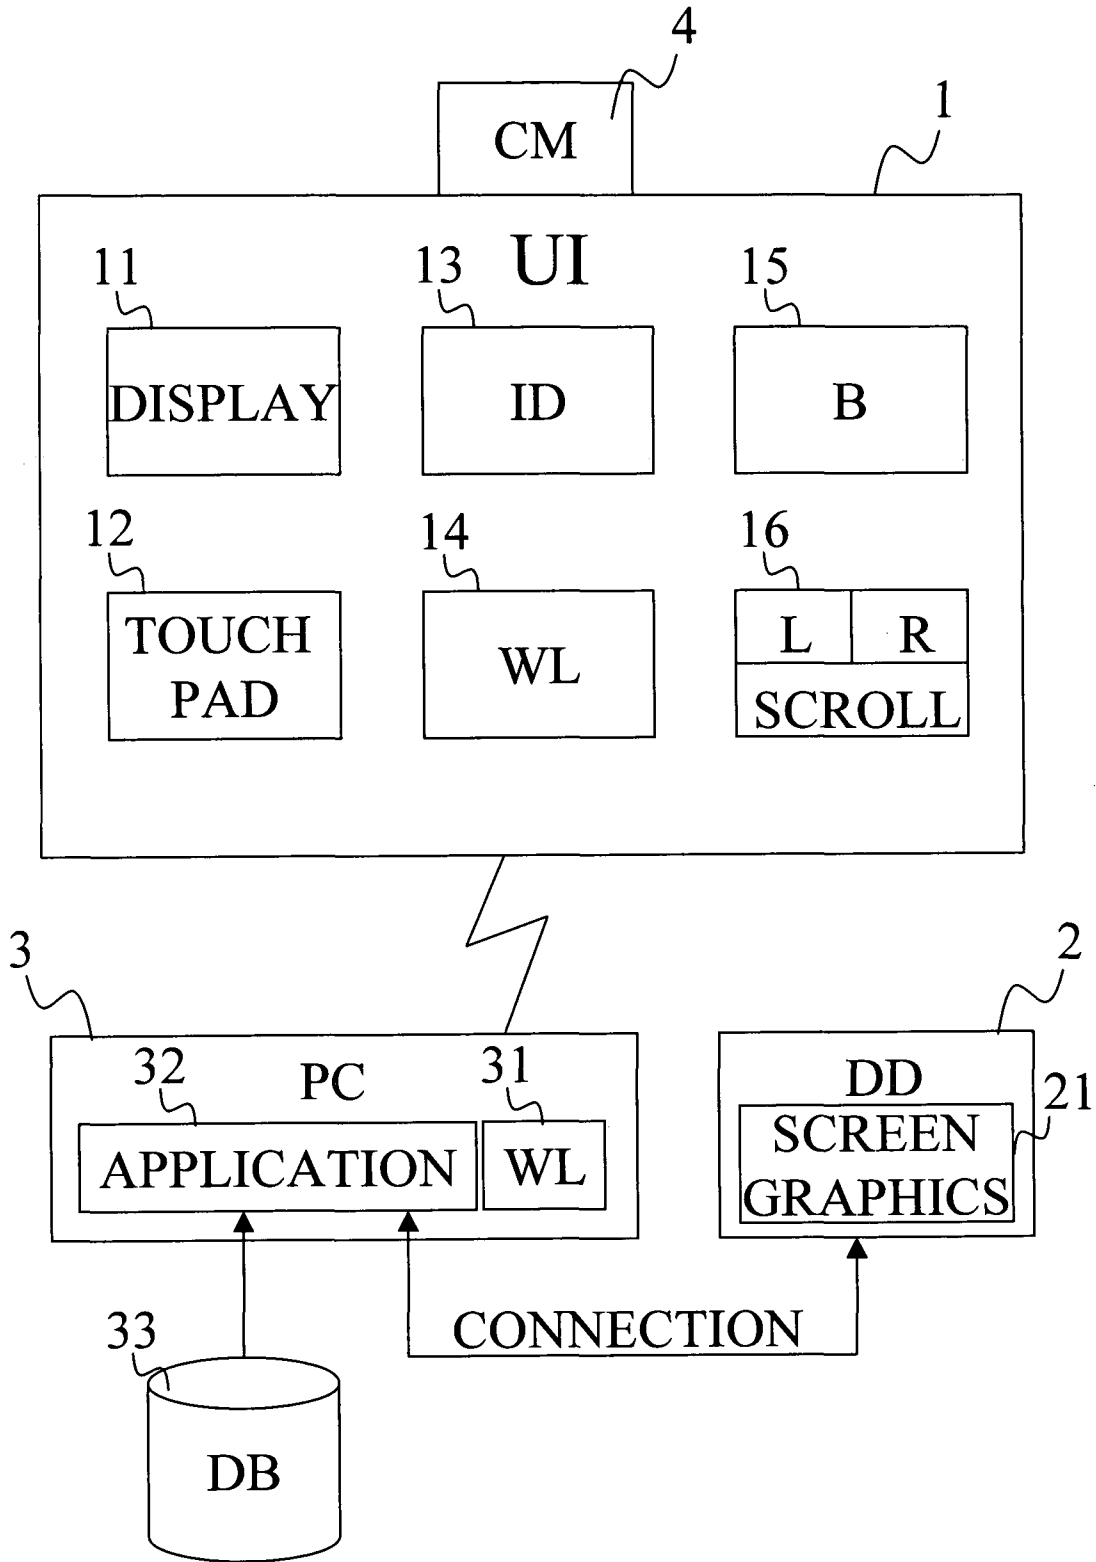 4
CM
1
UI
11
13
15
DISPLAY
ID
B
12
14
16
TOUCH
PAD
WL
L
R
SCROLL
3
2
PC
32
31
APPLICATION
WL
DD
21
SCREEN
GRAPHICS
CONNECTION
33
DB